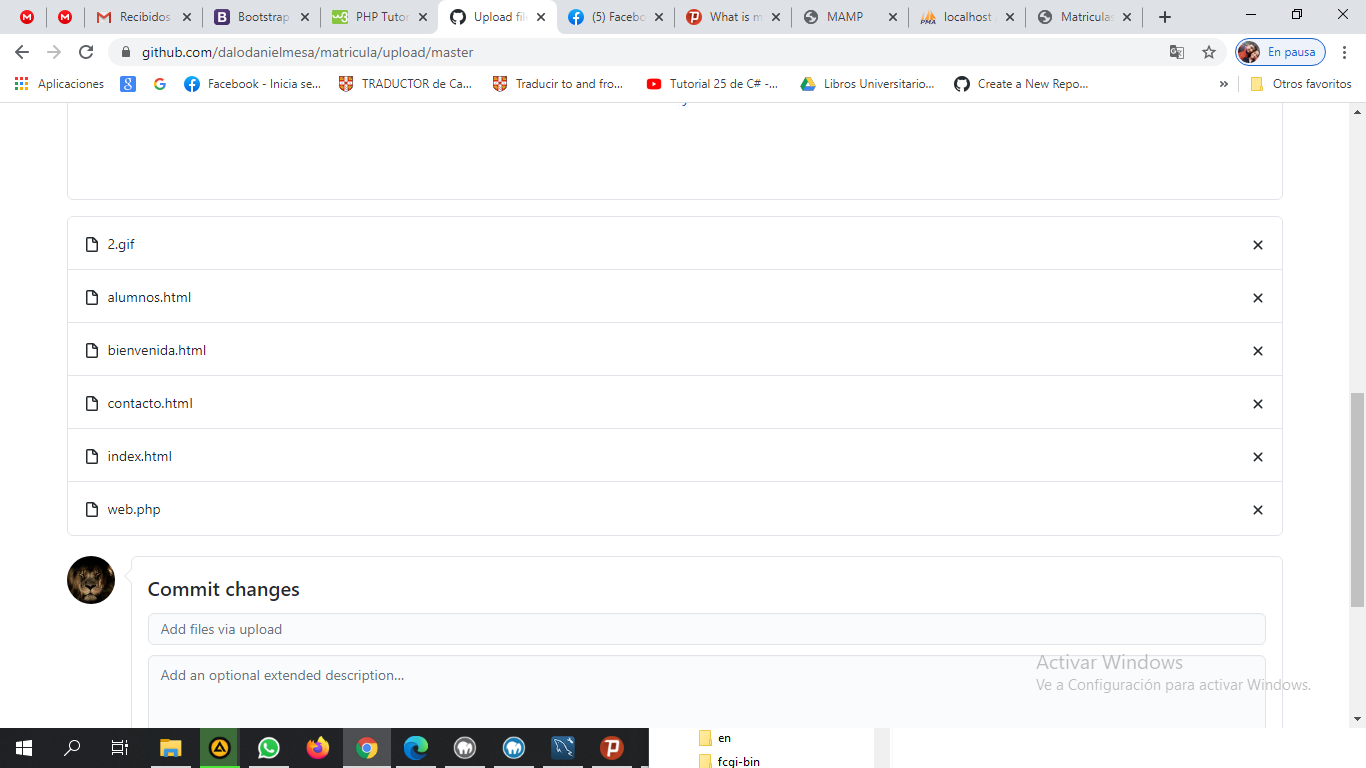 Recibidos
Bootstrap
PHP Tutor
Upload file
(5) Facebo
What is m
MAMP
localhost /
Matriculas
github.com/dalodanielmesa/matricula/upload/master
En pausa
Aplicaciones
Facebook - Inicia se...
TRADUCTOR de Ca...
Traducir to and fro...
Tutorial 25 de C# -...
Libros Universitario...
Create a New Repo...
»
Otros favoritos
2.gif
alumnos.html
bienvenida.html
contacto.html
index.html
web.php
Commit changes
Add files via upload
Add an optional extended description...
Activar Windows
Ve a Configuración para activar Windows.
en
fcgi-bin